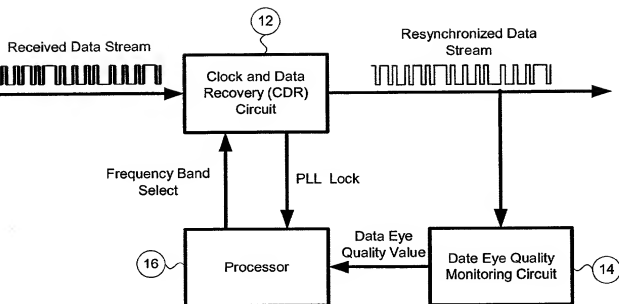 12
Received Data Stream
Clock and Data
Recovery (CDR)
Circuit
Resynchronized Data
Stream
Frequency Band
Select
PLL Lock
16
Processor
Data Eye
Quality Value
Date Eye Quality
Monitoring Circuit
14